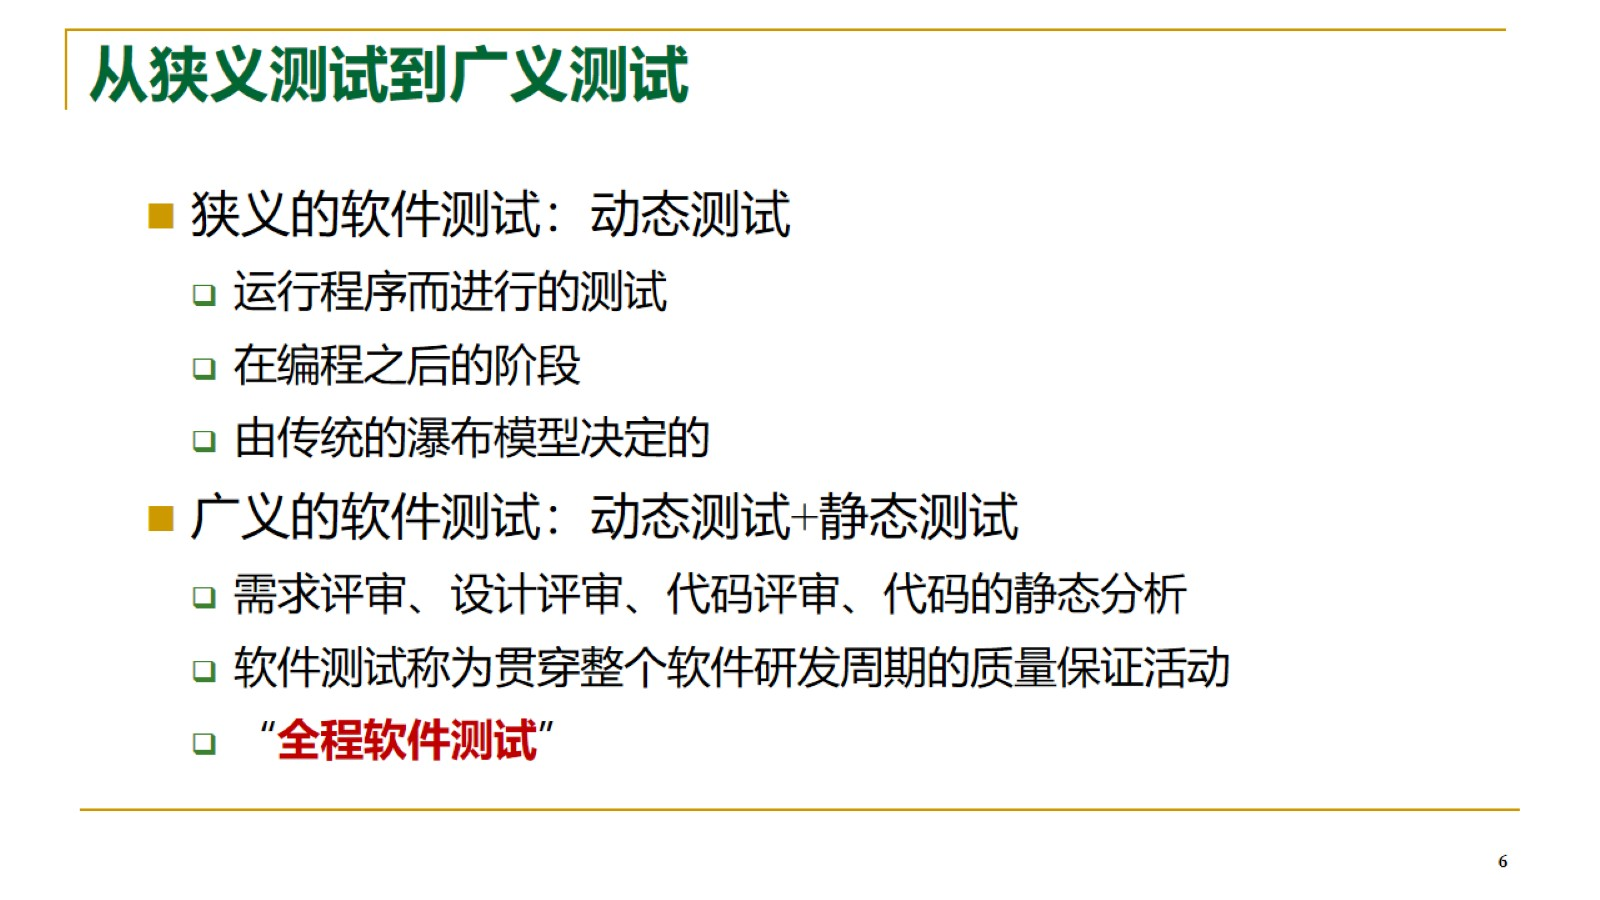 从狭义测试到广义测试
狭义的软件测试：动态测试
运行程序而进行的测试
在编程之后的阶段
由传统的瀑布模型决定的
广义的软件测试：动态测试+静态测试
需求评审、设计评审、代码评审、代码的静态分析
软件测试称为贯穿整个软件研发周期的质量保证活动
“全程软件测试”
6